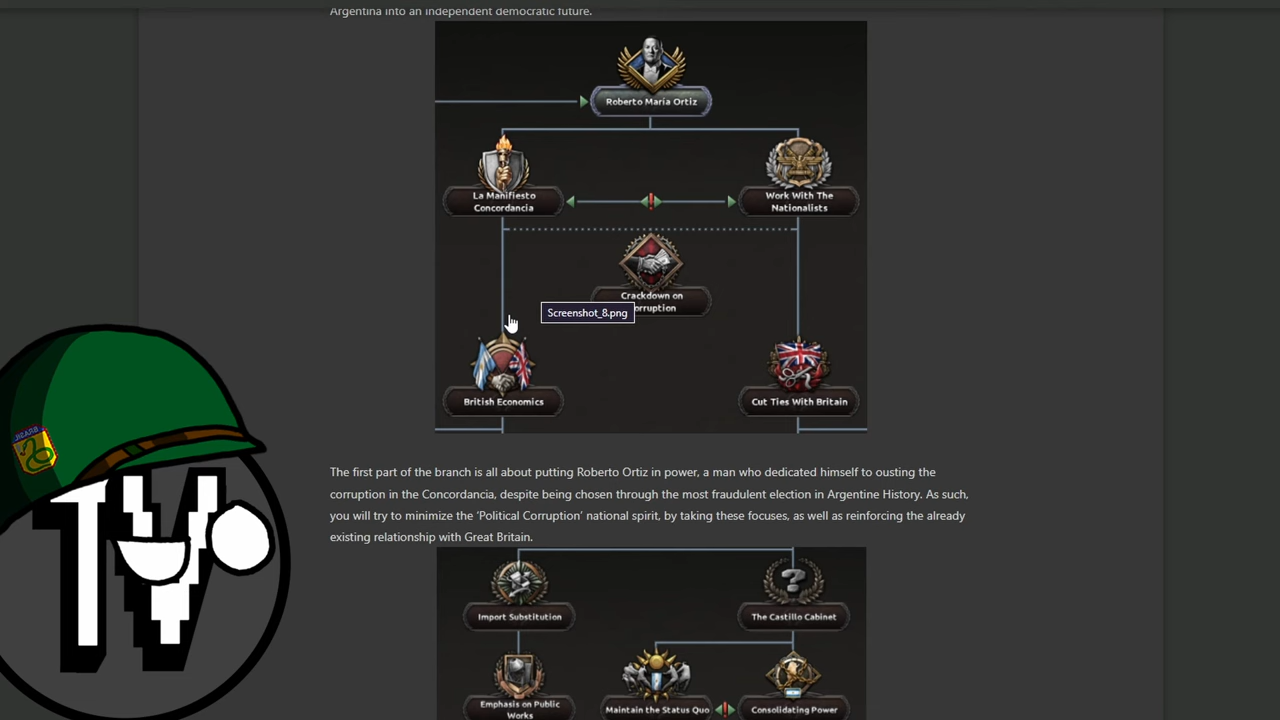 Argentina into an independent democratic future.
Roberto María Ortiz
La Manifiesto
Concordancia
Work With The
Nationalists
Crackdown on
orruption
Screenshot_8.png
British Economics
Cut Ties With Britain
The first part of the branch is all about putting Roberto Ortiz in power, a man who dedicated himself to ousting the
corruption in the Concordancia, despite being chosen through the most fraudulent election in Argentine History. As such,
you will try to minimize the ‘Political Corruption’ national spirit, by taking these focuses, as well as reinforcing the already
existing relationship with Great Britain.
Import Substitution
The Castillo Cabinet
Emphasis on Public
Works
Maintain the Status Quo
Consolidating Power
BRASIL
TV